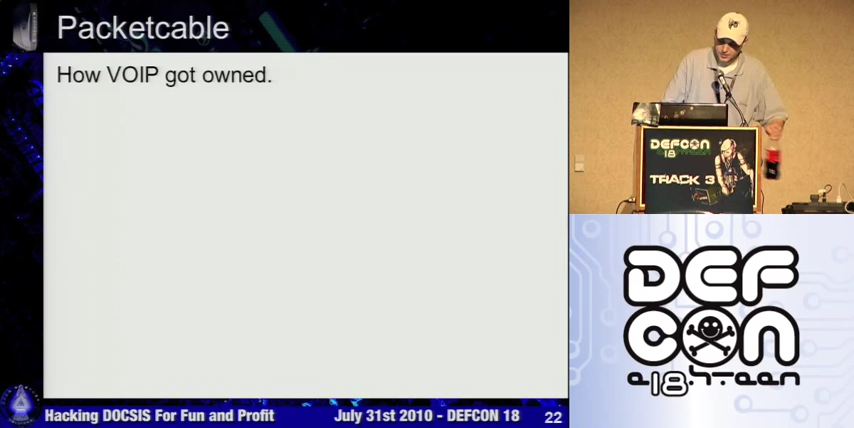 Packetcable
How VOIP got owned.
Hacking DOCSIS For Fun and Profit
July 31st 2010 - DEFCON 18
22
DEFCON
18
TRACK 3
DEF
CON
e18hteen